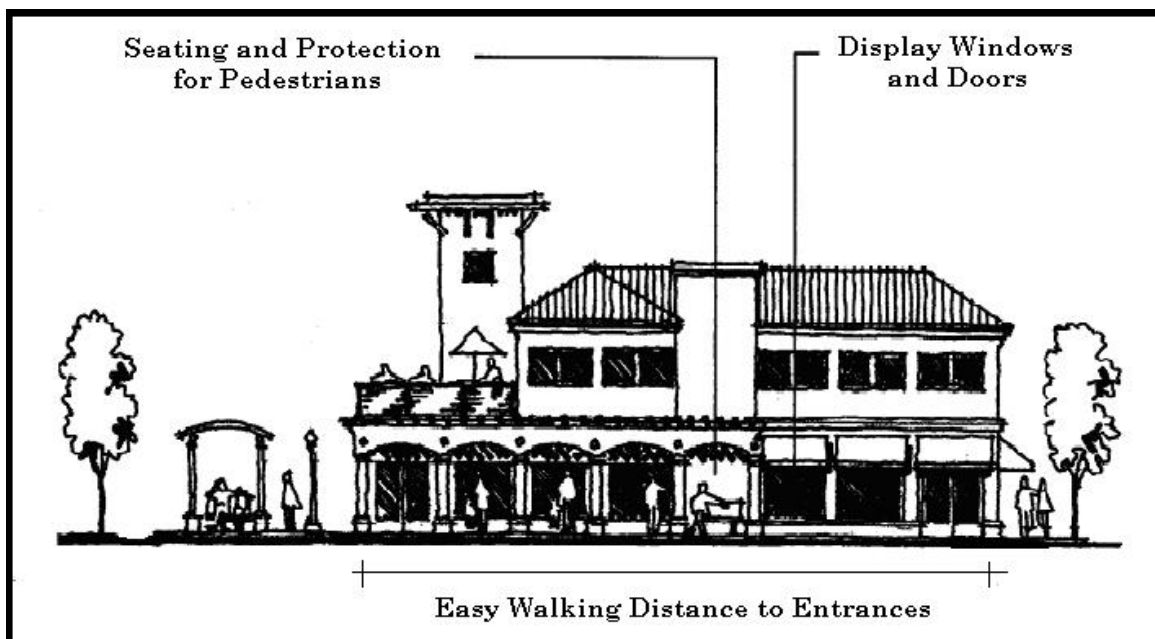 Seating and Protection
for Pedestrians
Display Windows
and Doors
Easy Walking Distance to Entrances